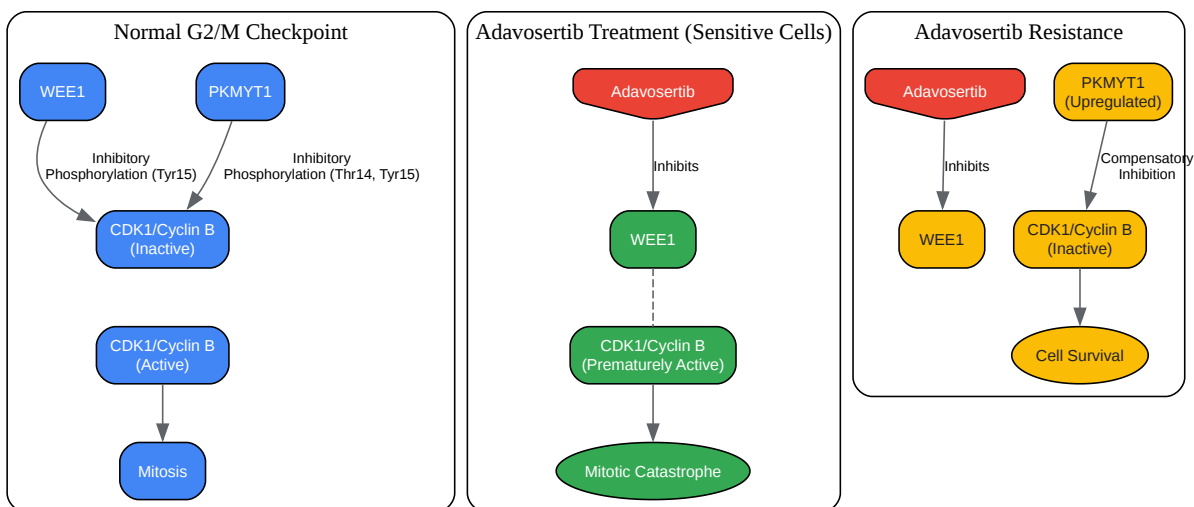 Normal G2/M Checkpoint
WEE1
PKMYT1
Inhibitory
Phosphorylation (Tyr15)
Inhibitory
Phosphorylation (Thr14, Tyr15)
CDK1/Cyclin B
(Inactive)
CDK1/Cyclin B
(Active)
Mitosis
Adavosertib Treatment (Sensitive Cells)
Adavosertib
Inhibits
WEE1
CDK1/Cyclin B
(Prematurely Active)
Mitotic Catastrophe
Adavosertib Resistance
Adavosertib
PKMYT1
(Upregulated)
Inhibits
Compensatory
Inhibition
WEE1
CDK1/Cyclin B
(Inactive)
Cell Survival